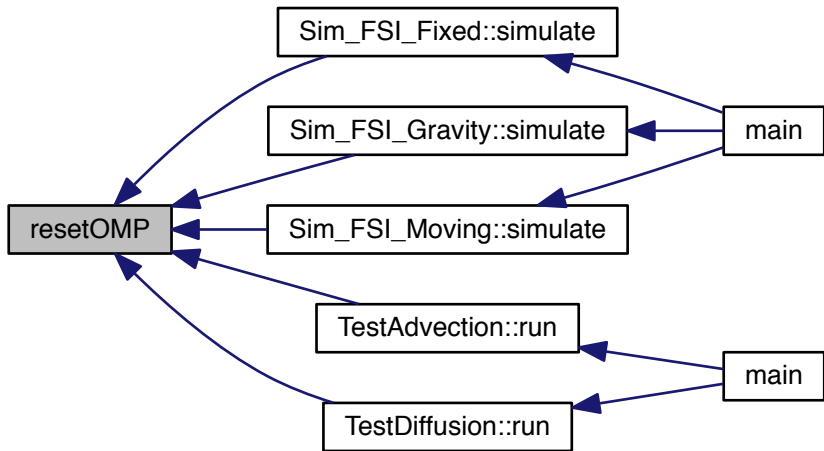 Sim_FSI_Fixed::simulate
Sim_FSI_Gravity::simulate
main
resetOMP
Sim_FSI_Moving::simulate
TestAdvection::run
main
TestDiffusion::run